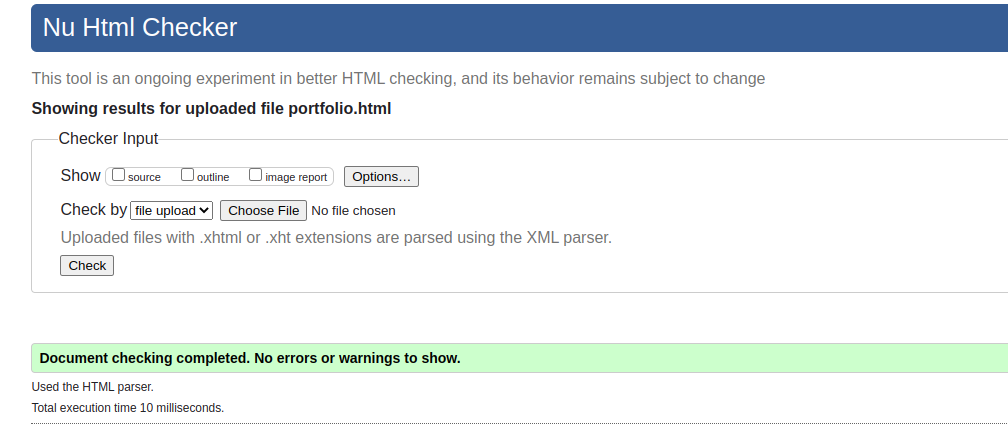 Nu Html Checker
This tool is an ongoing experiment in better HTML checking, and its behavior remains subject to change
Showing results for uploaded file portfolio.html
Checker Input
Show source outline image report Options...
Check by file upload Choose File No file chosen
Uploaded files with .xhtml or .xht extensions are parsed using the XML parser.
Check
Document checking completed. No errors or warnings to show.
Used the HTML parser.
Total execution time 10 milliseconds.